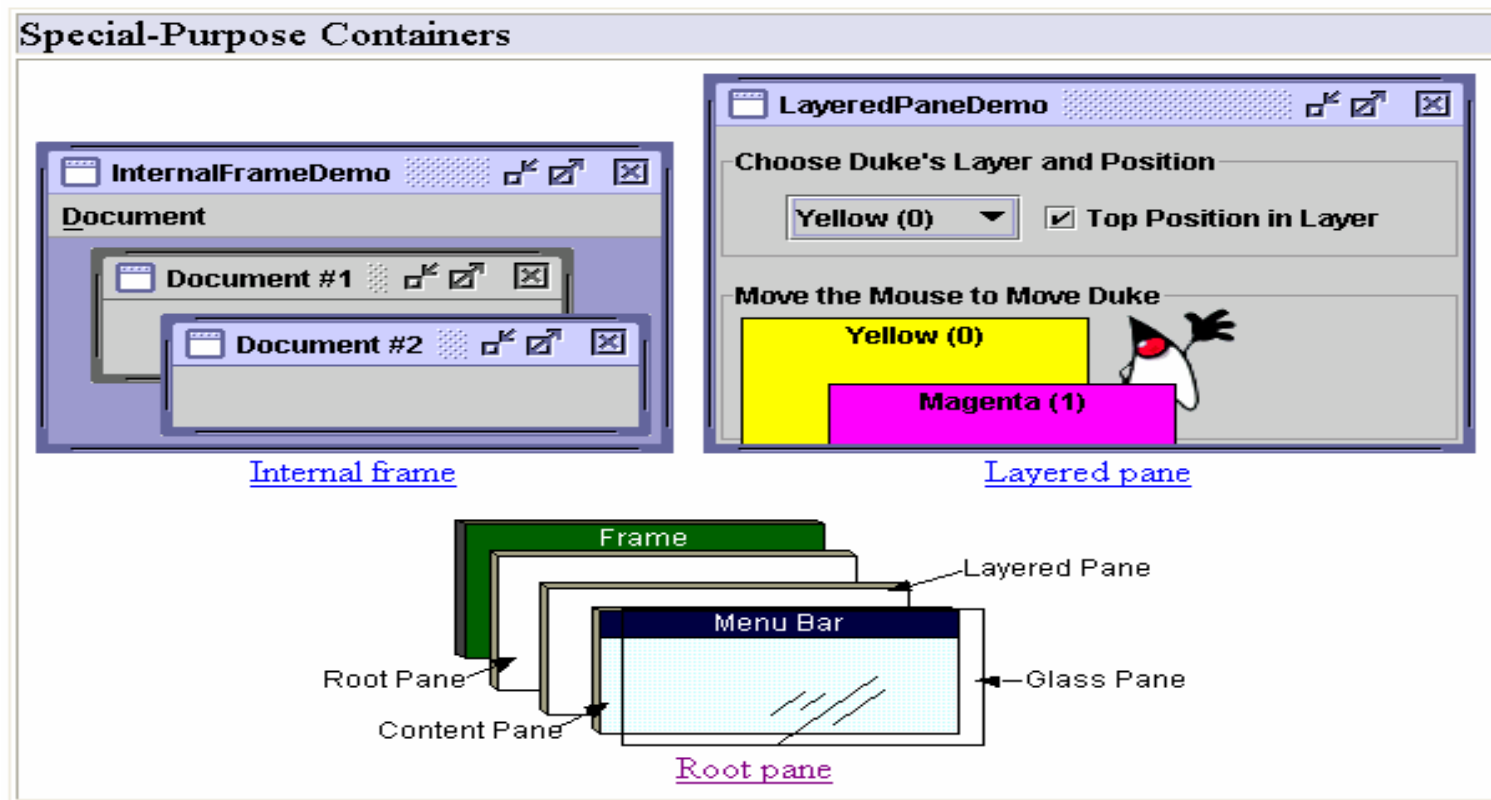 Special-Purpose Containers
InternalFrameDemo
Document
Document #1
Document #2
Internal frame
LayeredPaneDemo
Choose Duke's Layer and Position
Yellow (0)
Top Position in Layer
Move the Mouse to Move Duke
Yellow (0)
Magenta (1)
Layered pane
Frame
Layered Pane
Menu Bar
Root Pane
Glass Pane
Content Pane
Root pane